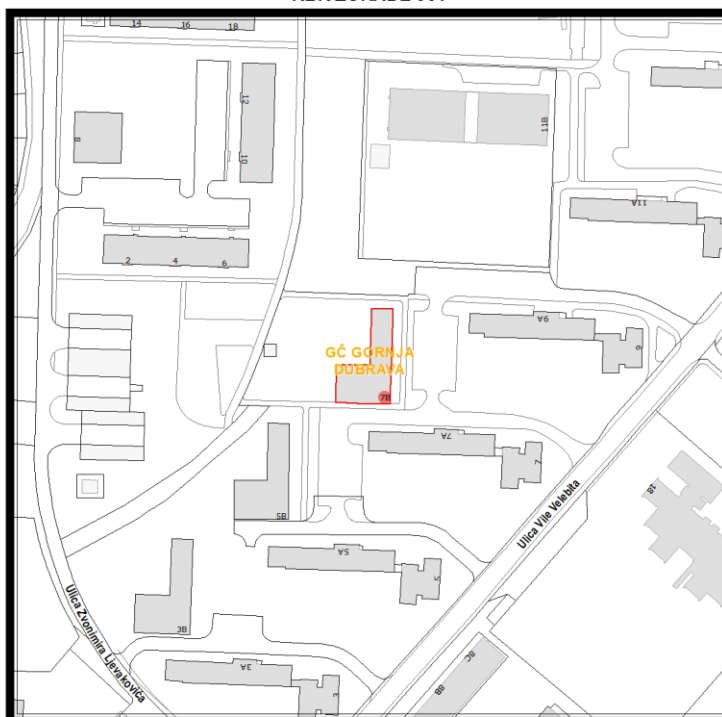 14
16
18
12
8
10
11B
11A
2
4
6
9A
9
GČ GORNJA
DUBRAVA
7B
7A
7
18
5B
Ulica Vile Velebita
5A
5
Ulica Zvonimira Ljevakovića
3B
8C
3A
8B
3